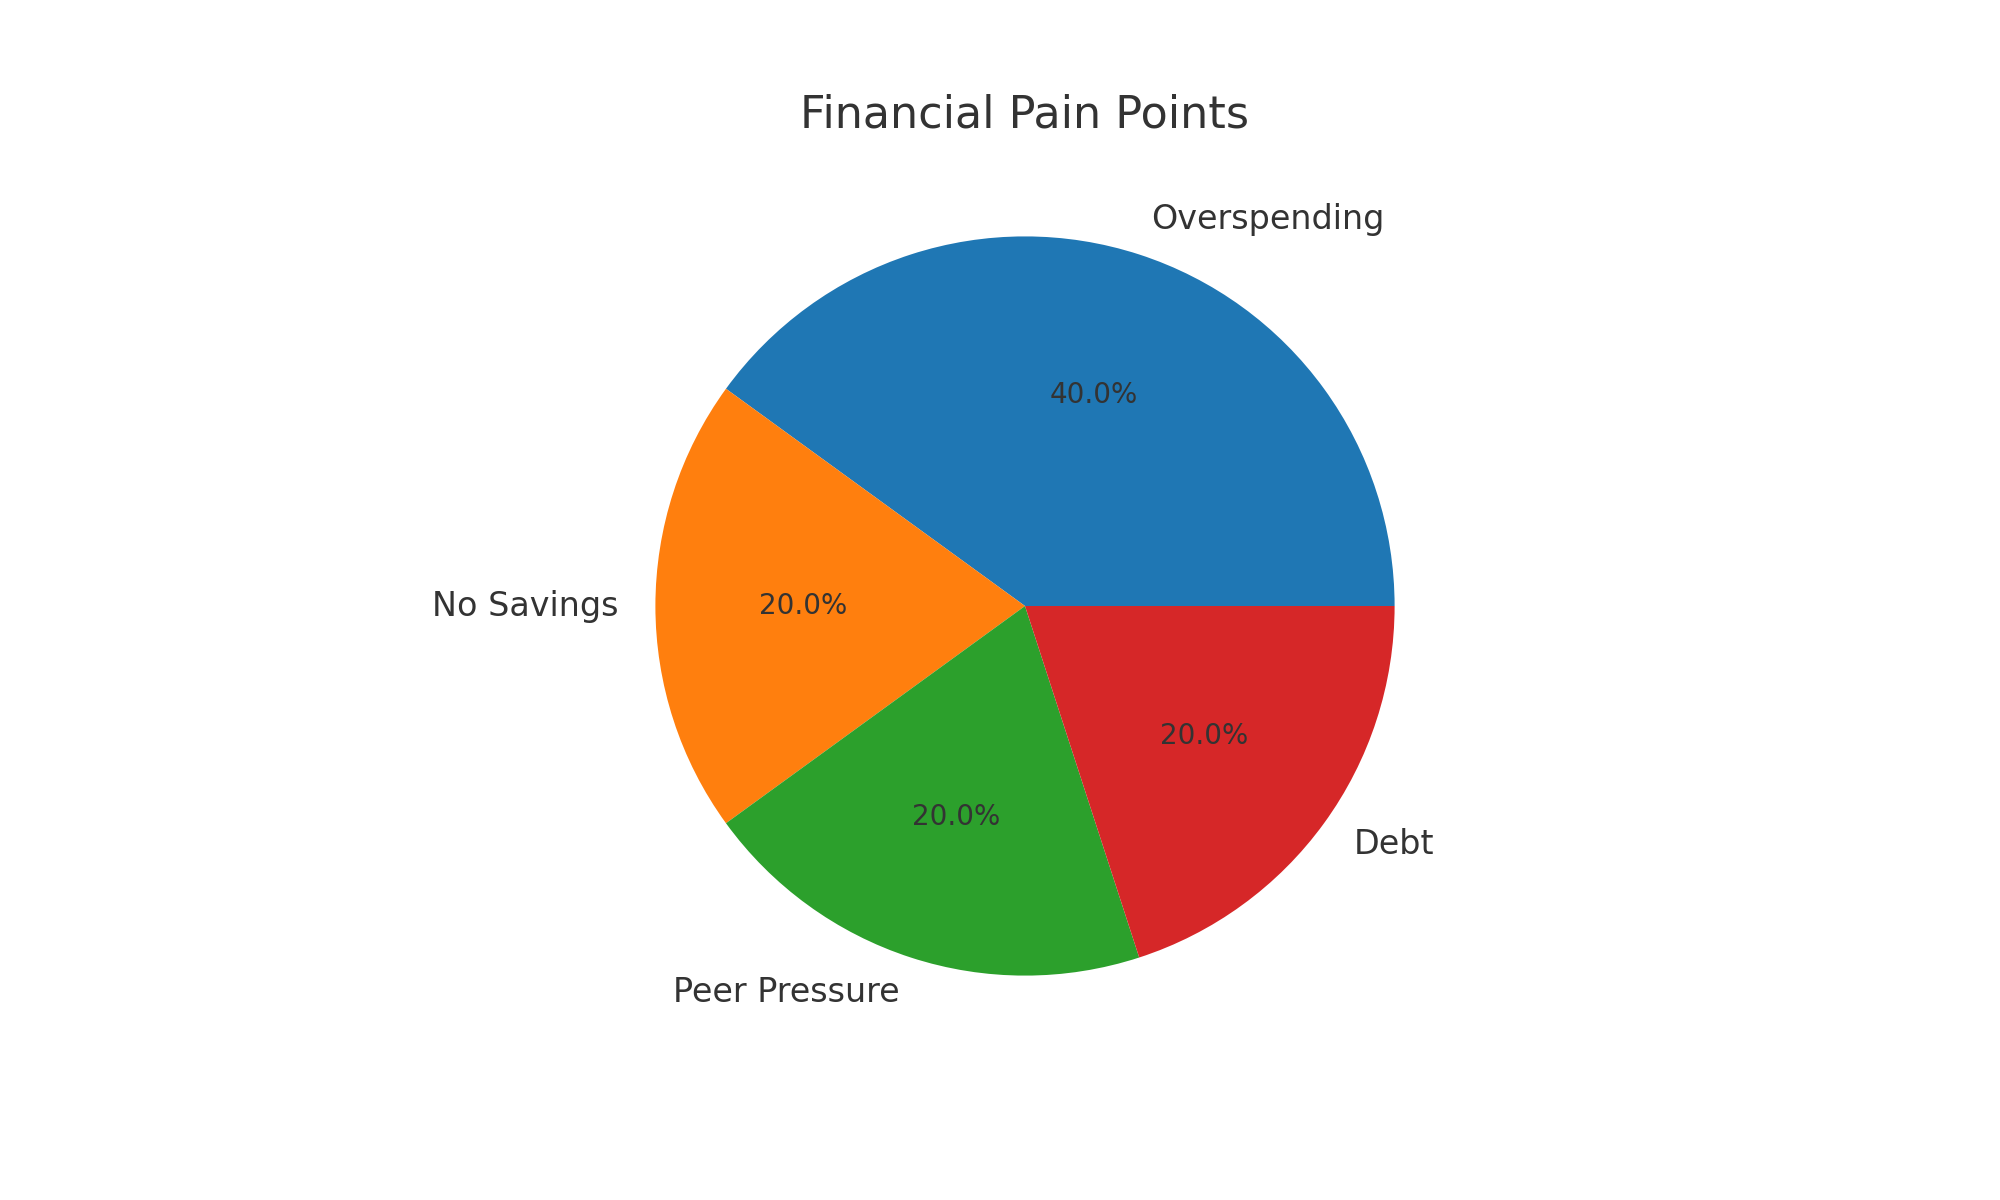 Financial Pain Points
Overspending
40.0%
No Savings
20.0%
20.0%
Debt
20.0%
Peer Pressure